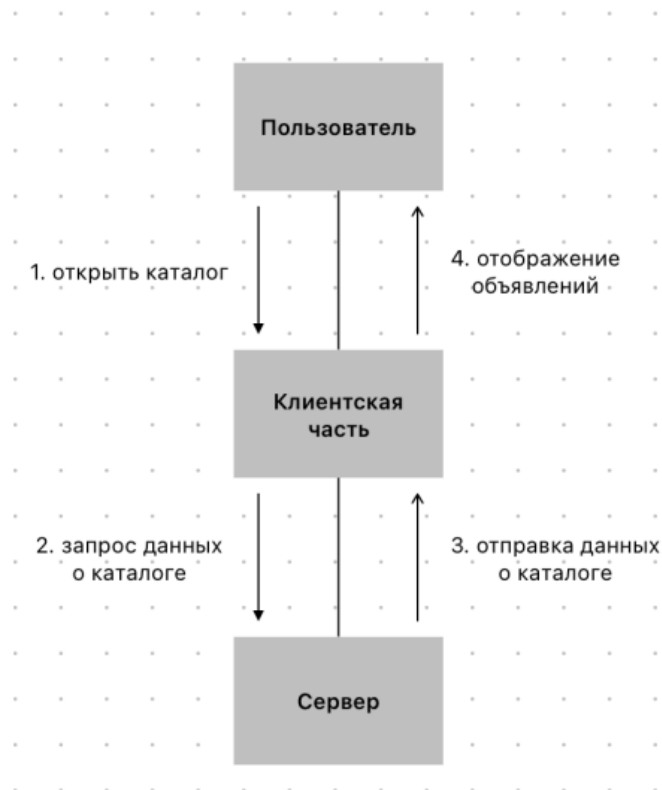 Пользователь
1. открыть каталог
4. отображение
объявлений
Клиентская
часть
2. запрос данных
о каталоге
3. отправка данных
о каталоге
Сервер